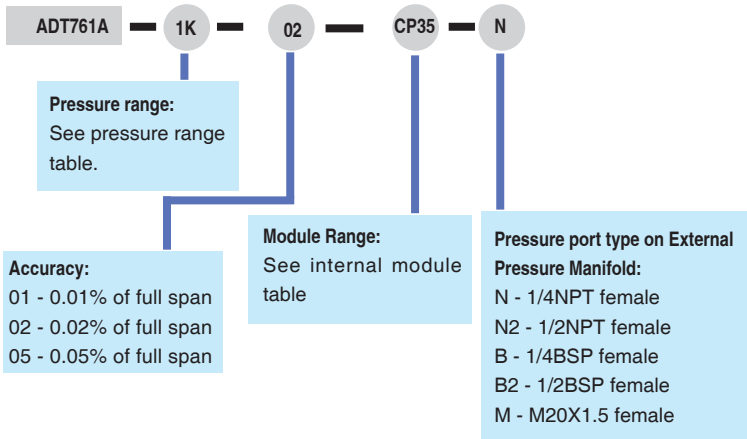 ADT761A 1K 02 CP35 N
Pressure range:
See pressure range
table.
Accuracy:
01 - 0.01% of full span
02 - 0.02% of full span
05 - 0.05% of full span
Module Range:
See internal module
table
Pressure port type on External
Pressure Manifold:
N - 1/4NPT female
N2 - 1/2NPT female
B - 1/4BSP female
B2 - 1/2BSP female
M - M20X1.5 female